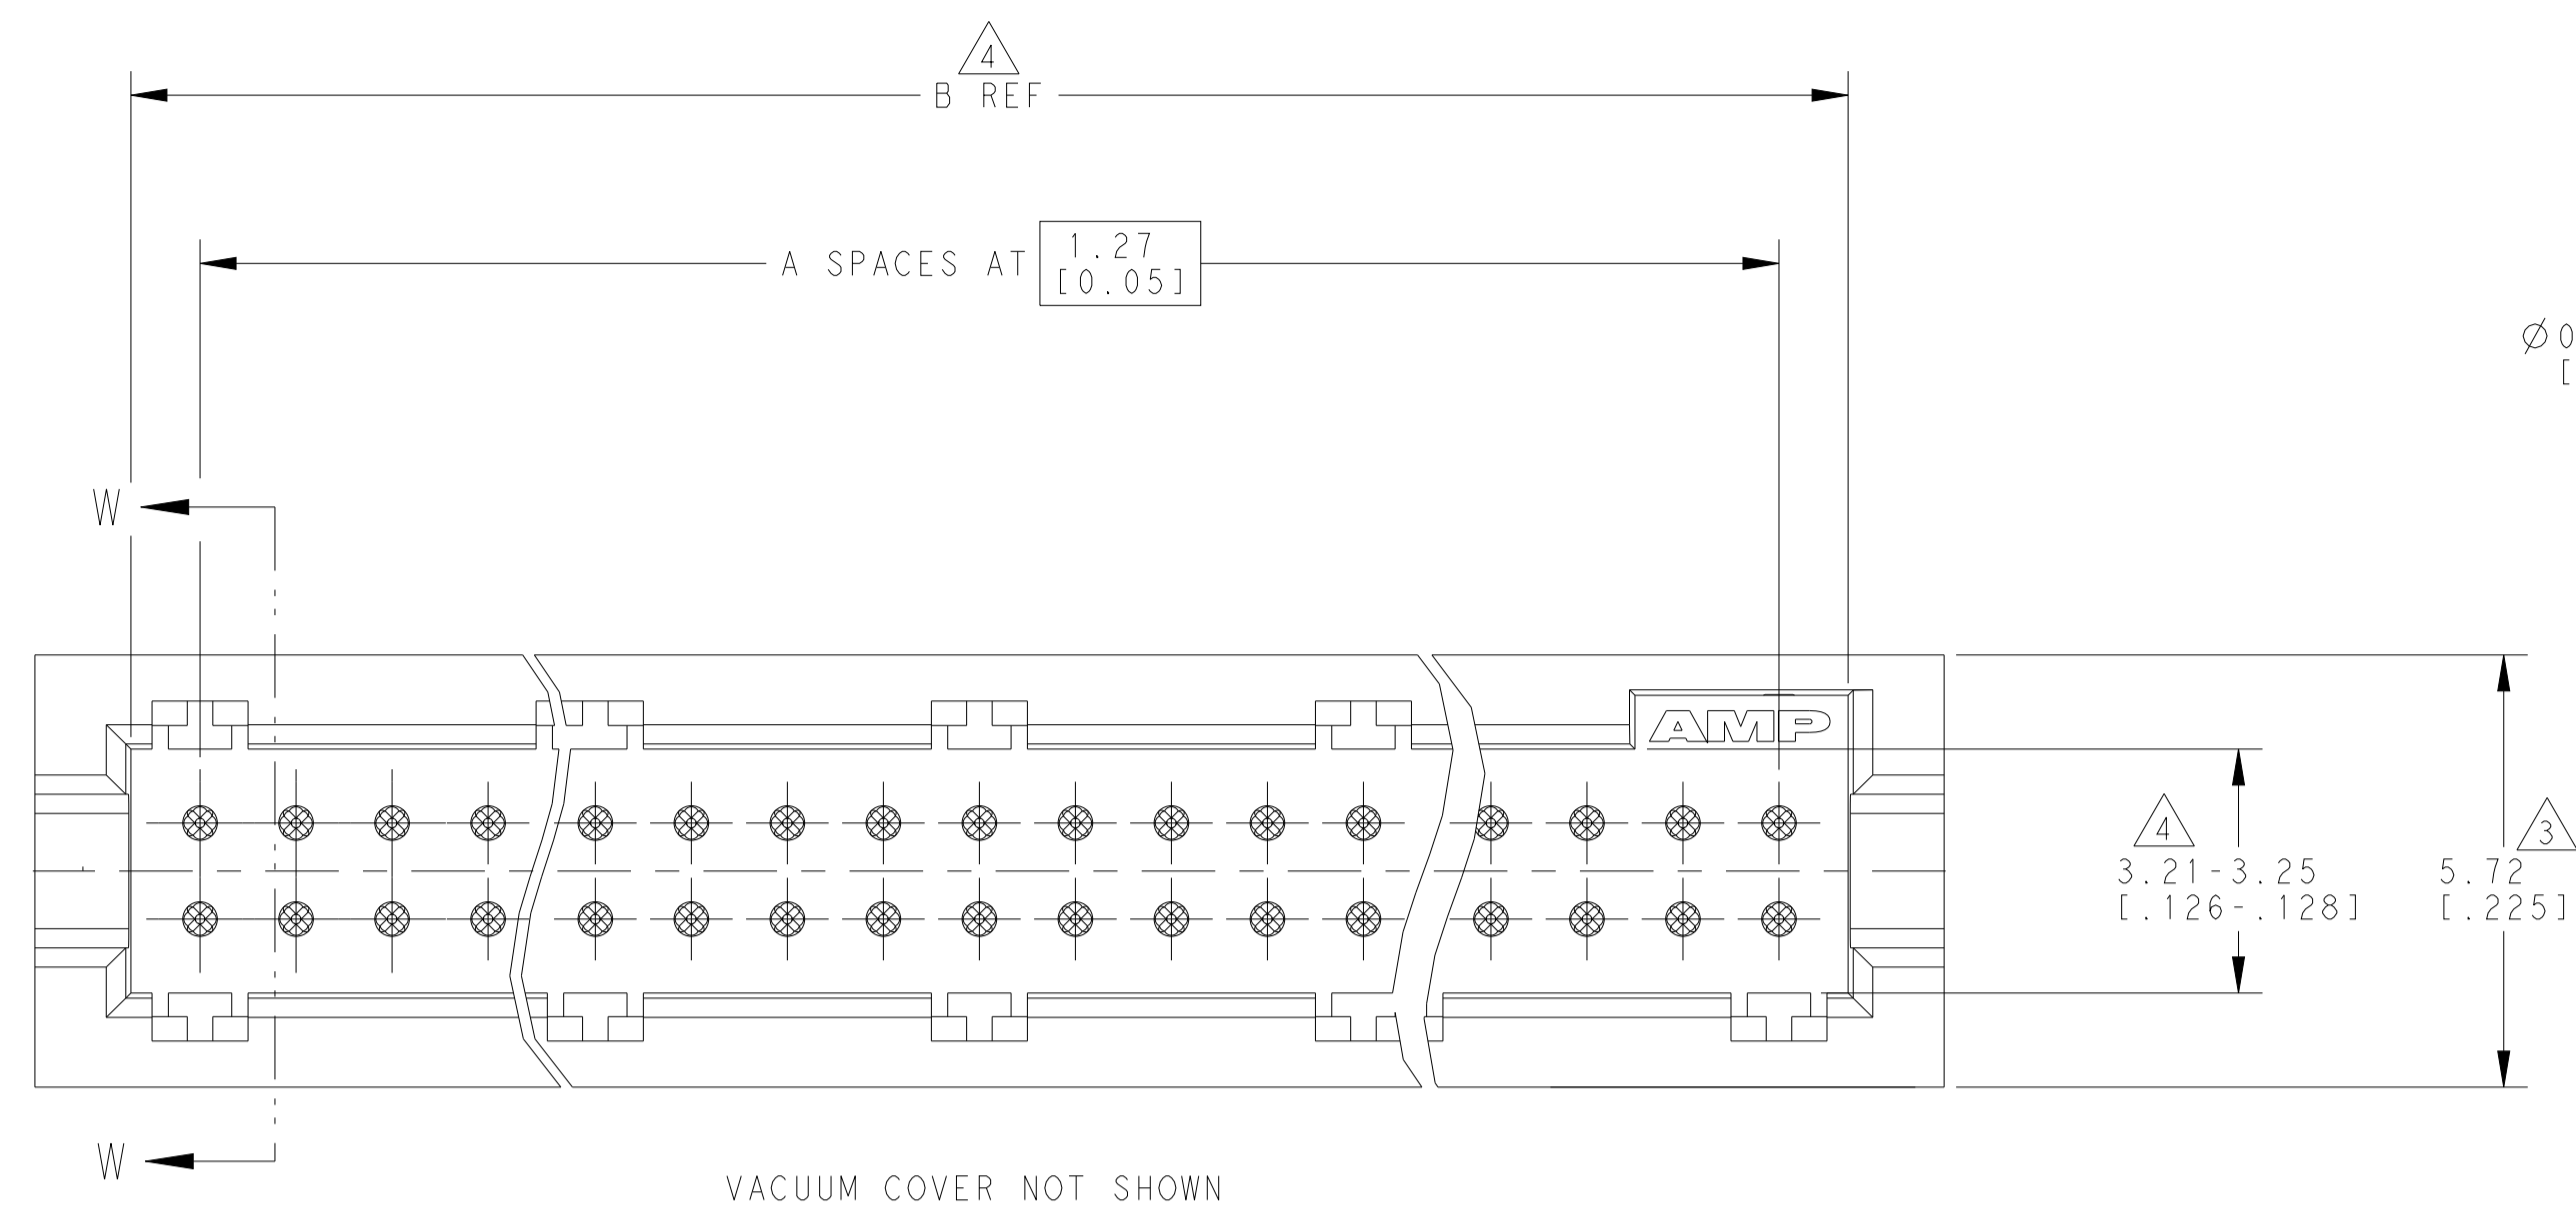 4
B REF
A SPACES AT 1.27
[0.05]
Ø0
[
W
AMP
4
3
3.21-3.25
5.72
[.126-.128]
[.225]
W
VACUUM COVER NOT SHOWN